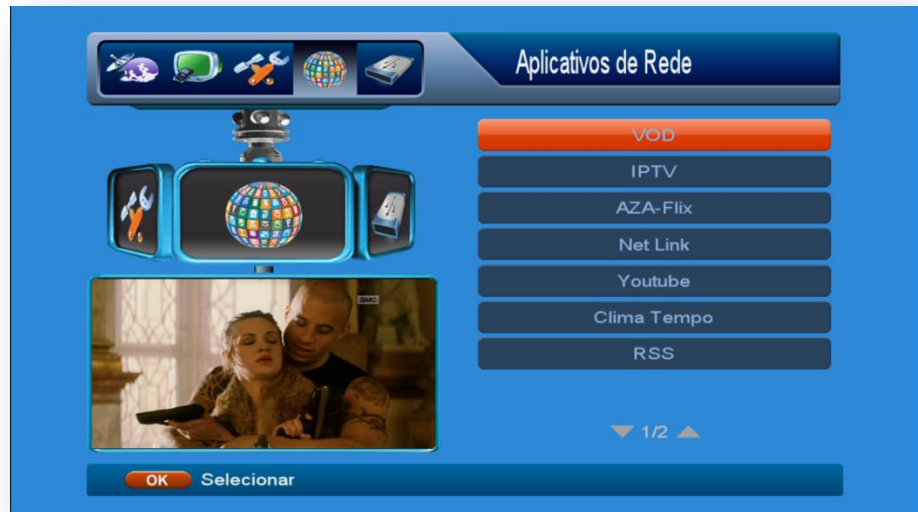 Aplicativos de Rede
VOD
IPTV
AZA-Flix
Net Link
Youtube
Clima Tempo
RSS
1/2
OK Selecionar